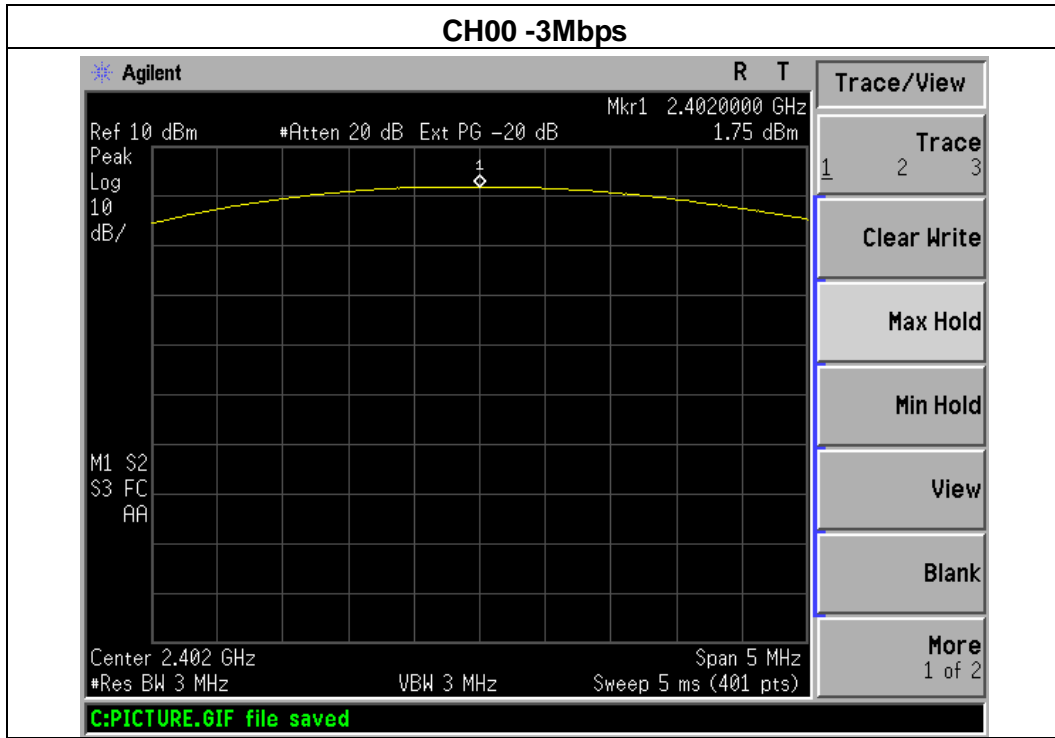 CH00 -3Mbps
Agilent R T
Trace/View
Mkr1 2.4020000 GHz
Ref 10 dBm #Atten 20 dB Ext PG -20 dB 1.75 dBm
Peak
Log
10
dB/
1
M1 S2
S3 FC
AA
Center 2.402 GHz Span 5 MHz
#Res BW 3 MHz VBW 3 MHz Sweep 5 ms (401 pts)
C:PICTURE.GIF file saved
Trace
1 2 3
Clear Write
Max Hold
Min Hold
View
Blank
More
1 of 2